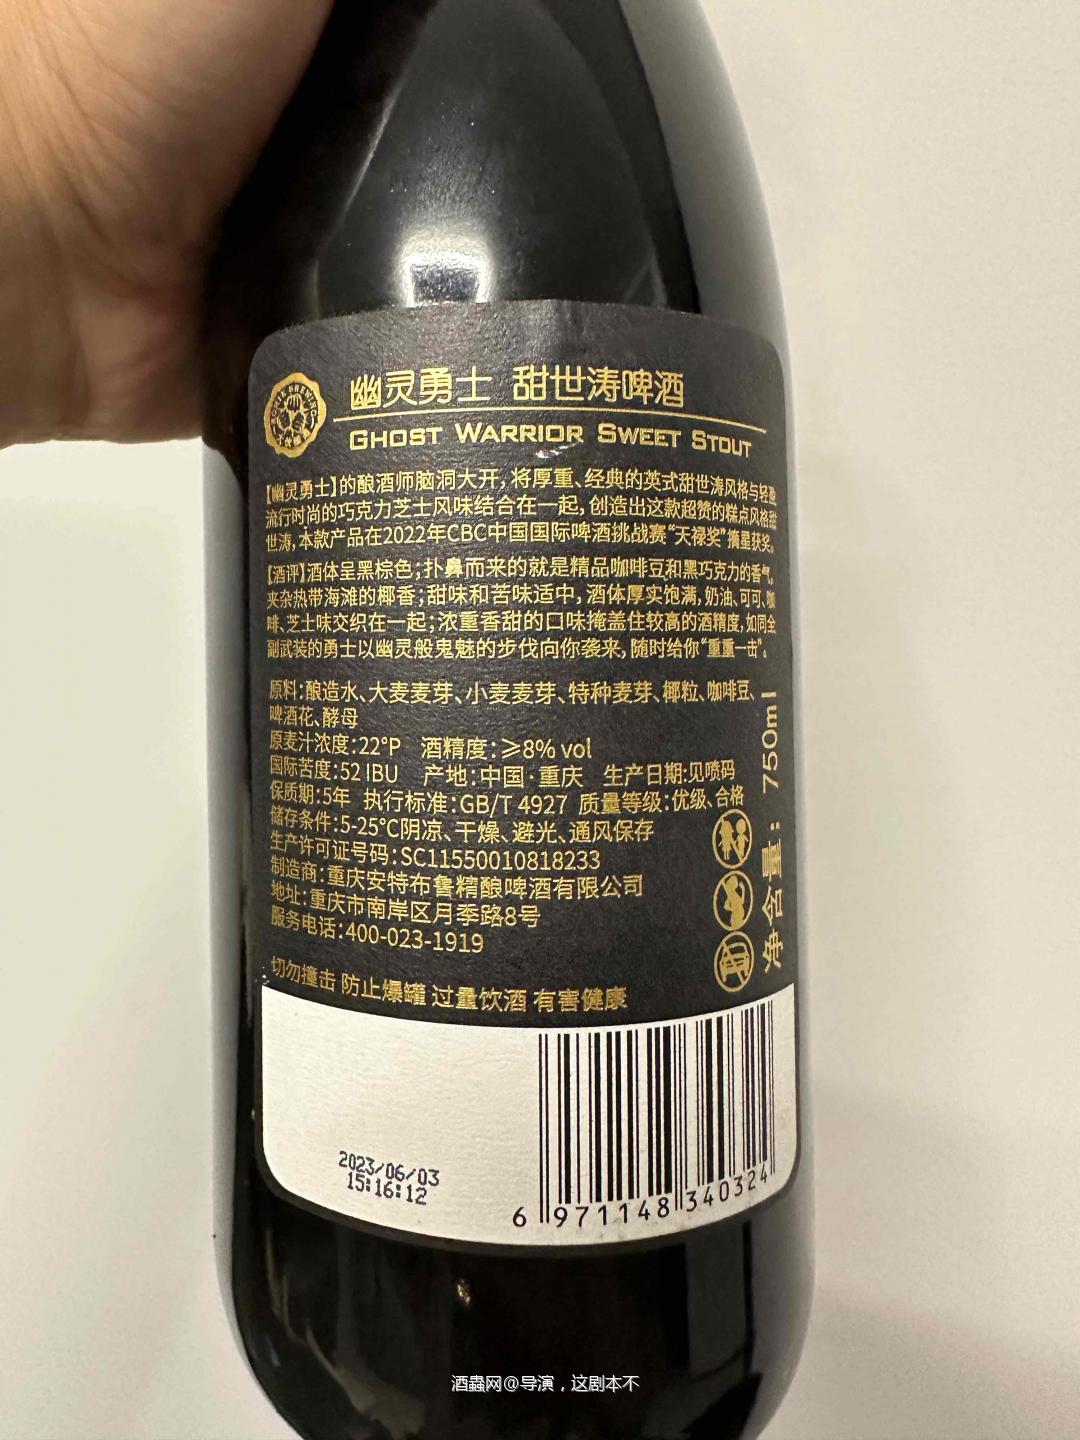 幽灵勇士 甜世涛啤酒
GHOST WARRIOR SWEET STOUT
【幽灵勇士】的酿酒师脑洞大开,将厚重、经典的英式甜世涛风格与轻
流行时尚的巧克力芝士风味结合在一起,创造出这款超赞的糕点风格甜
世涛,本款产品在2022年CBC中国国际啤酒挑战赛“天禄奖”摘星获奖。
【酒评】酒体呈黑棕色;扑鼻而来的就是精品咖啡豆和黑巧克力的香气,
夹杂热带海滩的椰香;甜味和苦味适中,酒体厚实饱满,奶油、可可、咖
啡、芝士味交织在一起;浓重香甜的口味掩盖住较高的酒精度,如同全
副武装的勇士以幽灵般鬼魅的步伐向你袭来,随时给你“重重一击”。
原料:酿造水、大麦麦芽、小麦麦芽、特种麦芽、椰粒、咖啡豆、
啤酒花、酵母
原麦汁浓度:22°P 酒精度:≥8% vol
国际苦度:52 IBU 产地:中国·重庆 生产日期:见喷码
保质期:5年 执行标准:GB/T 4927 质量等级:优级、合格
储存条件:5-25℃阴凉、干燥、避光、通风保存
生产许可证号码:SC11550010818233
制造商:重庆安特布鲁精酿啤酒有限公司
地址:重庆市南岸区月季路8号
服务电话:400-023-1919
切勿撞击 防止爆罐 过量饮酒 有害健康
净含量:750ml
2023/06/03
15:16:12
6 971148 340324
酒蟲网@导演，这剧本不